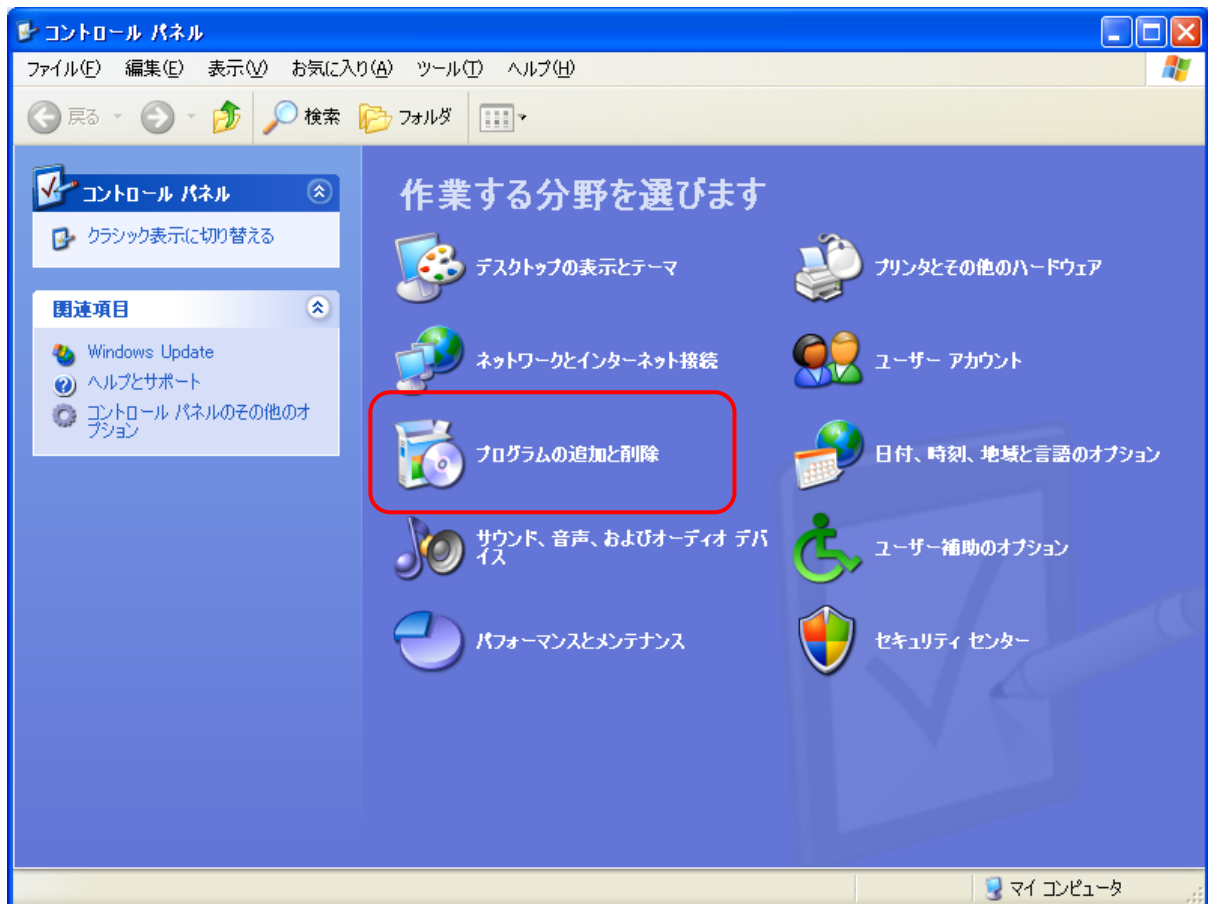 コントロール パネル
ファイル(F) 編集(E) 表示(V) お気に入り(A) ツール(T) ヘルプ(H)
戻る 検索 フォルダ
コントロール パネル
クラシック表示に切り替える
関連項目
Windows Update
ヘルプとサポート
コントロール パネルのその他のオ
プション
作業する分野を選びます
デスクトップの表示とテーマ
プリンタとその他のハードウェア
ネットワークとインターネット接続
ユーザー アカウント
プログラムの追加と削除
日付、時刻、地域と言語のオプション
サウンド、音声、およびオーディオ デバ
イス
ユーザー補助のオプション
パフォーマンスとメンテナンス
セキュリティ センター
マイ コンピュータ